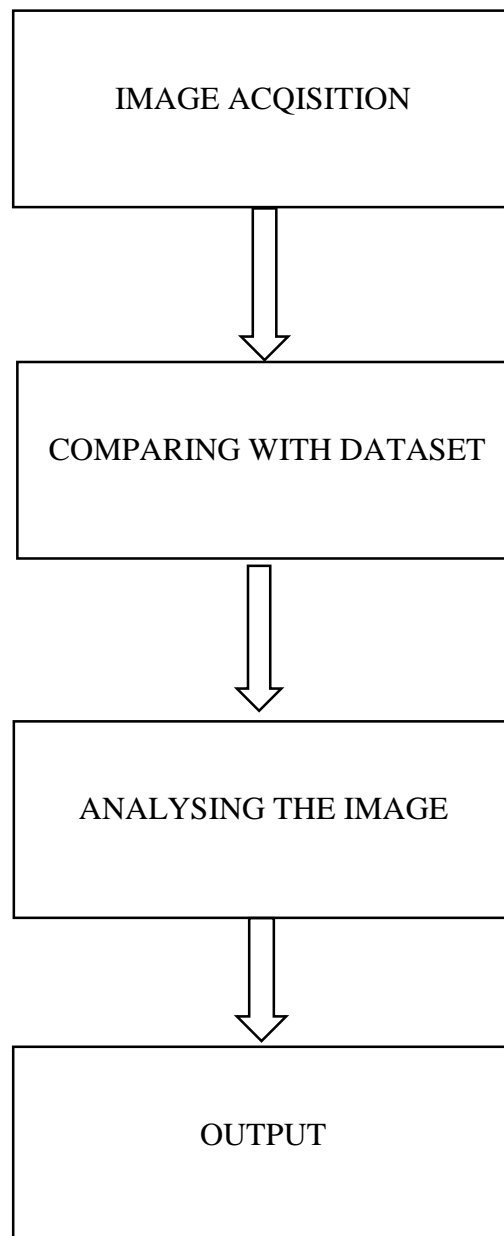 IMAGE ACQISITION
COMPARING WITH DATASET
ANALYSING THE IMAGE
OUTPUT